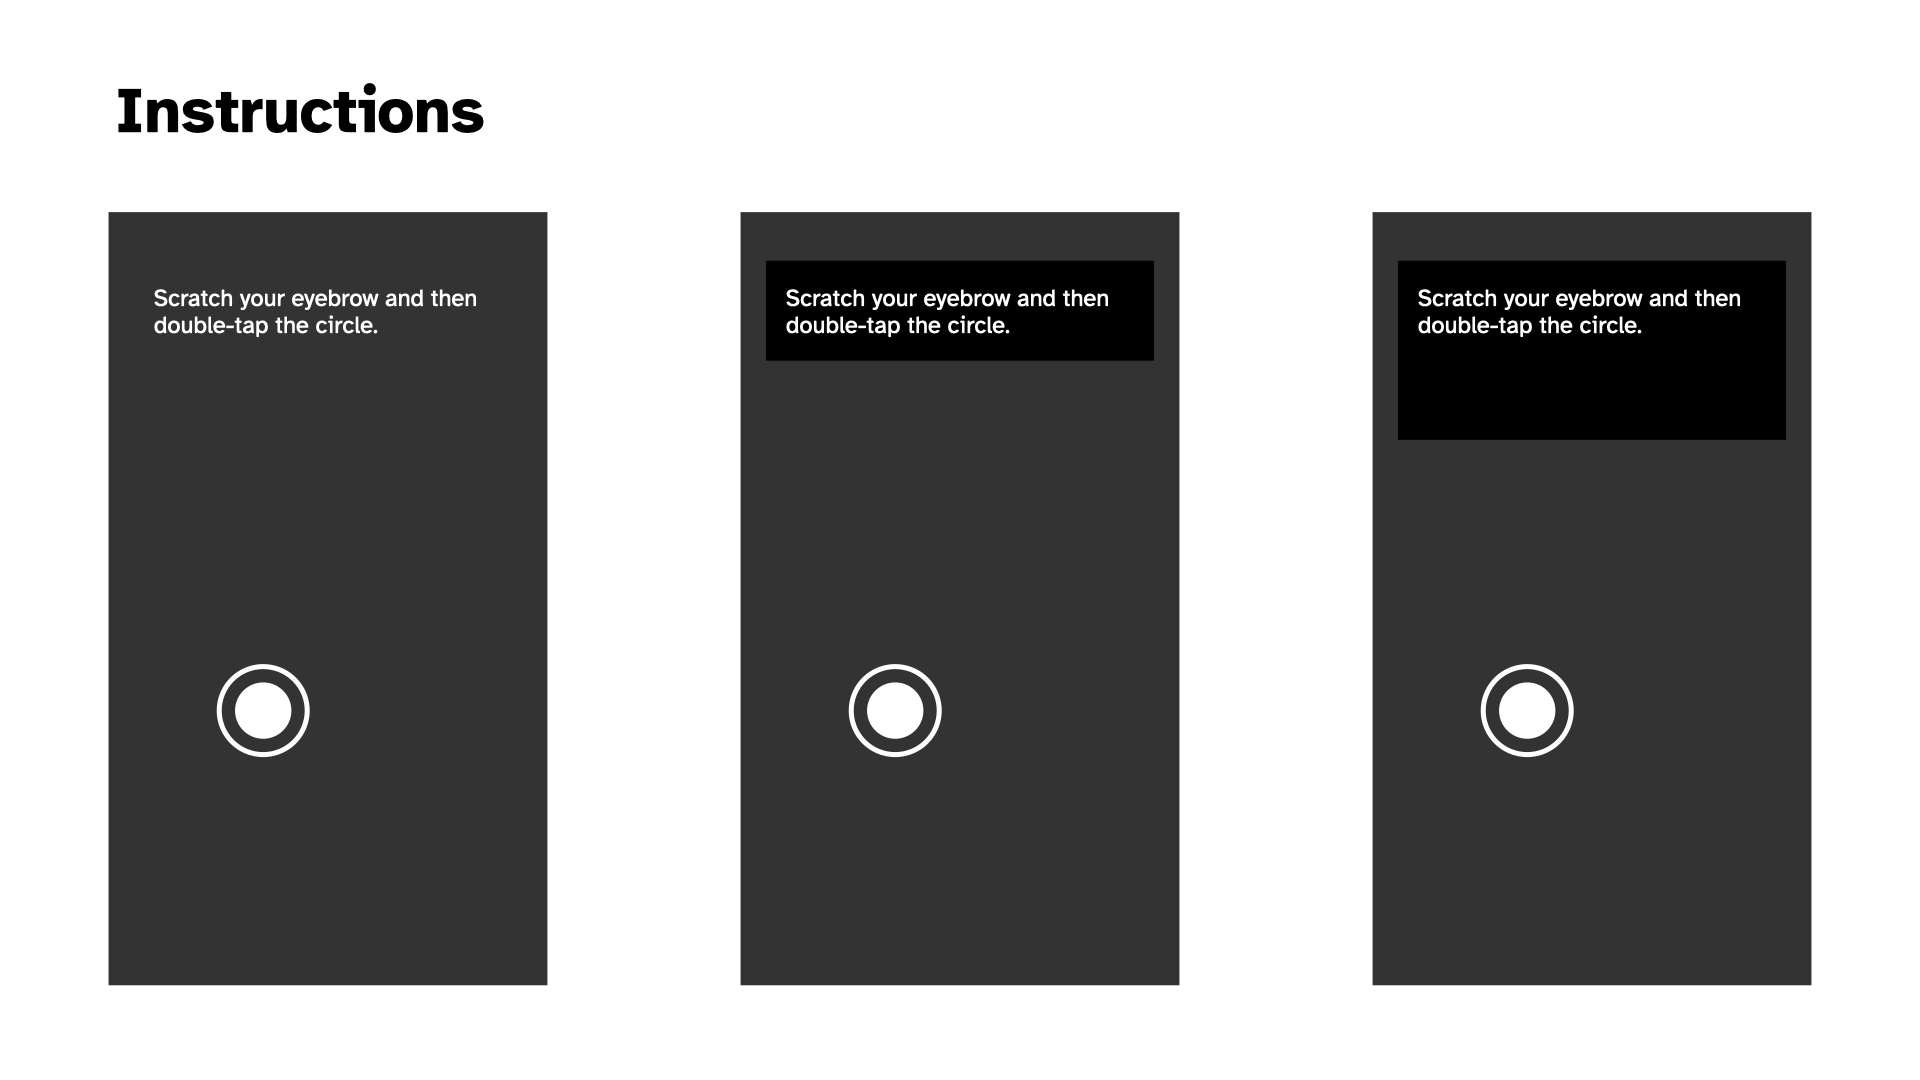 Instructions
Scratch your eyebrow and then
double-tap the circle.
Scratch your eyebrow and then
double-tap the circle.
Scratch your eyebrow and then
double-tap the circle.